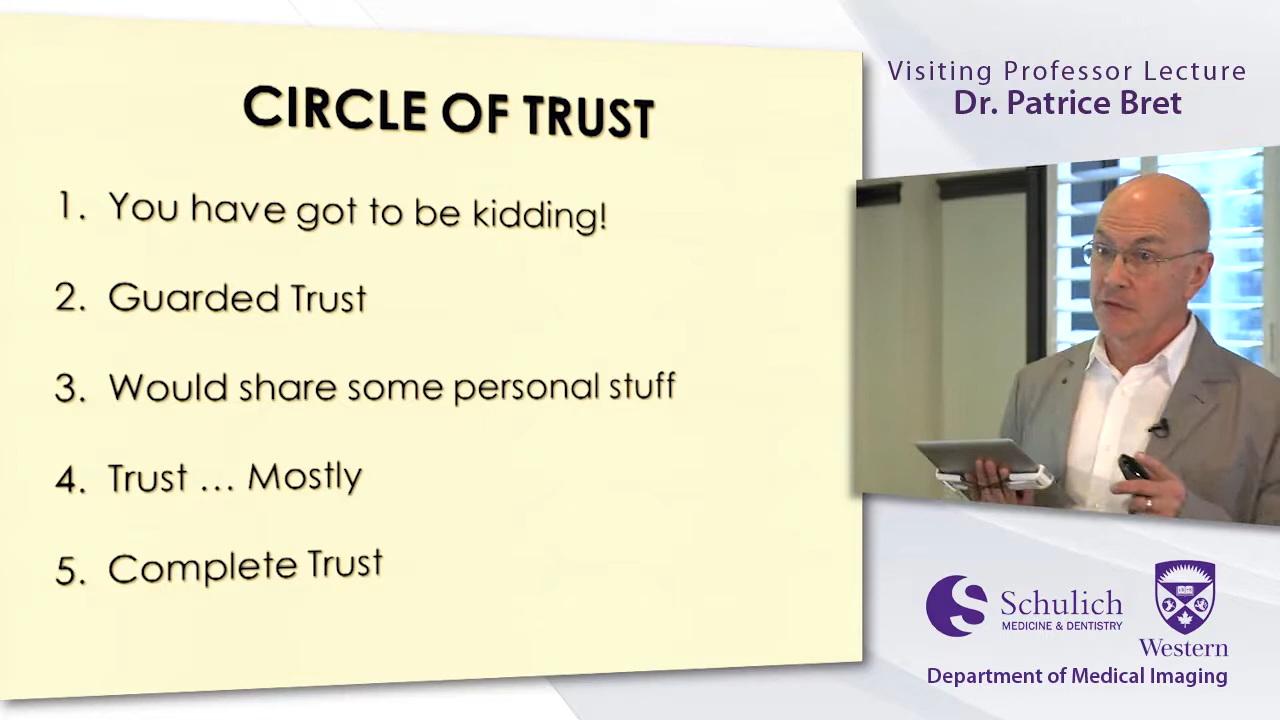 CIRCLE OF TRUST
1. You have got to be kidding!
2. Guarded Trust
3. Would share some personal stuff
4. Trust ... Mostly
5. Complete Trust
Visiting Professor Lecture
Dr. Patrice Bret
Schulich
MEDICINE & DENTISTRY
Western
Department of Medical Imaging